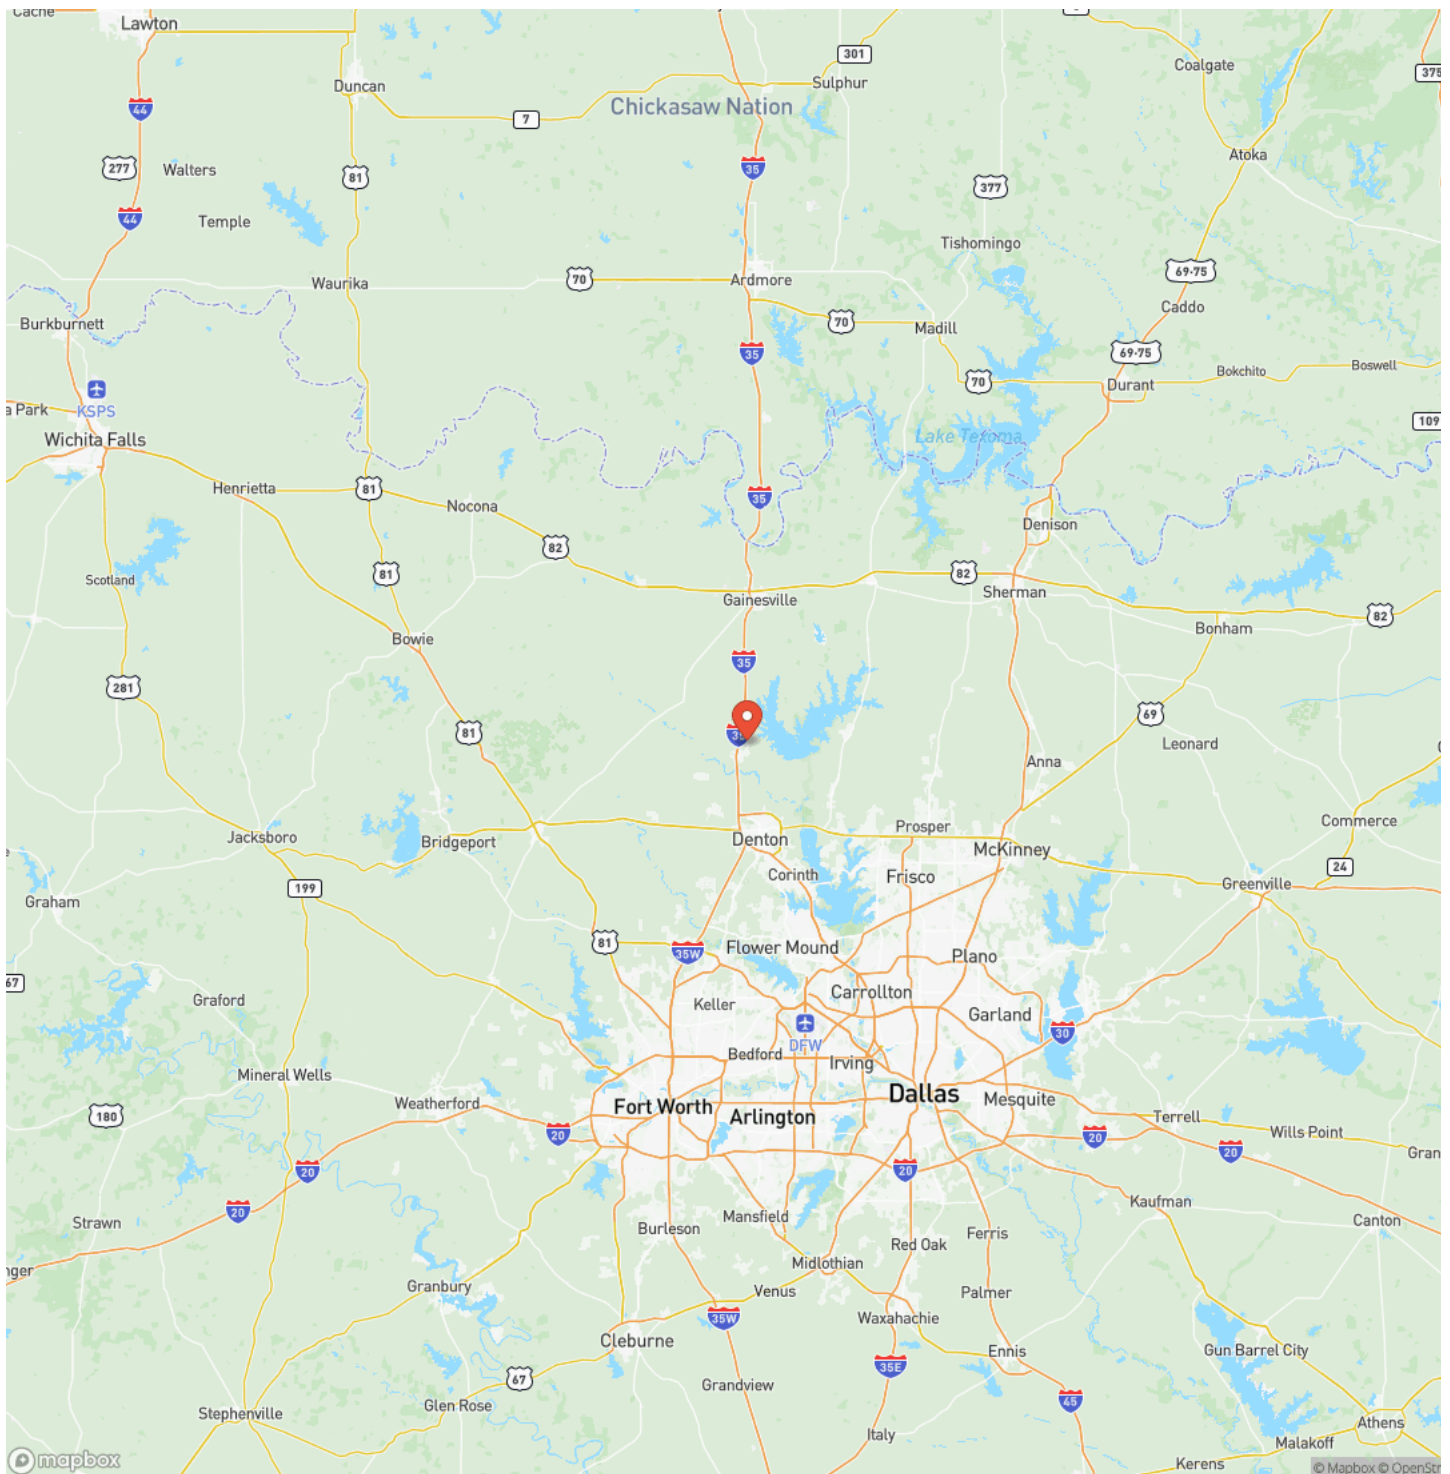 Cache
Lawton
301
Coalgate
375
Duncan
Sulphur
44
Chickasaw Nation
7
Atoka
277
Walters
81
35
377
44
Temple
Tishomingo
69-75
Waurika
70
Ardmore
Caddo
Burkburnett
70
Madill
35
69-75
Boswell
Bokchito
70
Durant
a Park
KSPS
109
Wichita Falls
Lake Texoma
Henrietta
81
35
Nocona
Denison
82
Scotland
81
82
Gainesville
Sherman
82
Bonham
Bowie
35
281
69
81
35
Leonard
Anna
Commerce
Jacksboro
Bridgeport
Denton
Prosper
McKinney
24
Corinth
Frisco
199
Greenville
Graham
81
35W
Flower Mound
Plano
67
Graford
Keller
Carrollton
Garland
DFW
30
Bedford
Irving
Mineral Wells
Dallas
Weatherford
Fort Worth
Arlington
Mesquite
180
Terrell
20
20
Wills Point
20
Gran
20
20
Kaufman
20
Strawn
Mansfield
Canton
Burleson
Ferris
Red Oak
nger
Midlothian
Granbury
Venus
Palmer
35W
Waxahachie
Cleburne
Ennis
Gun Barrel City
35E
67
Grandview
45
Glen Rose
Stephenville
Athens
Italy
Malakoff
mapbox
Kerens
© Mapbox © OpenStr